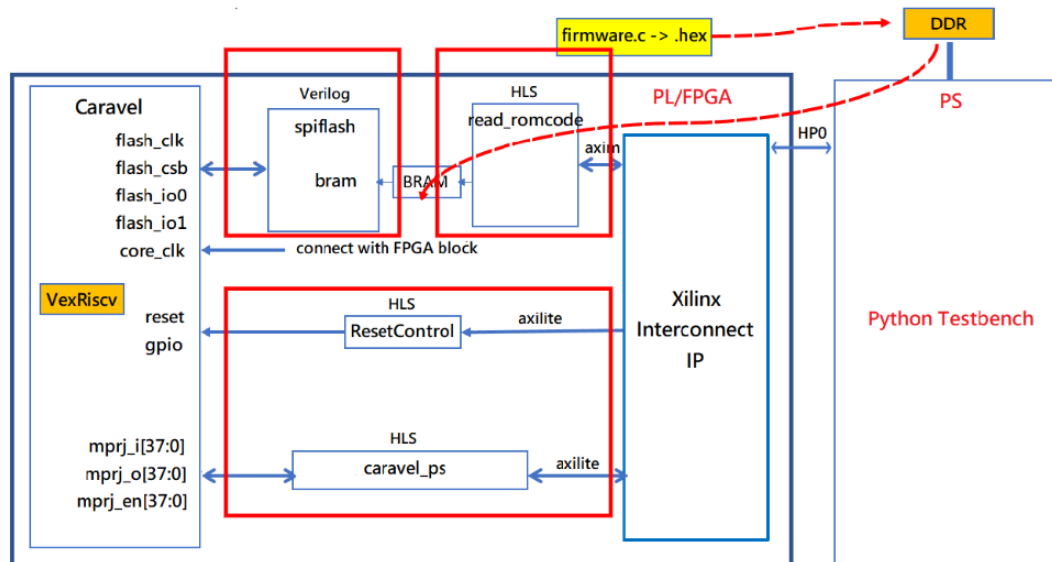 firmware.c -> .hex
DDR
Caravel
flash_clk
flash_csb
flash_io0
flash_io1
core_clk
VexRiscv
reset
gpio
mprj_i[37:0]
mprj_o[37:0]
mprj_en[37:0]
Verilog
spiflash
bram
BRAM
HLS
read_romcode
axim
connect with FPGA block
HLS
ResetControl
axilite
HLS
caravel_ps
axilite
PL/FPGA
Xilinx
Interconnect
IP
HP0
PS
Python Testbench